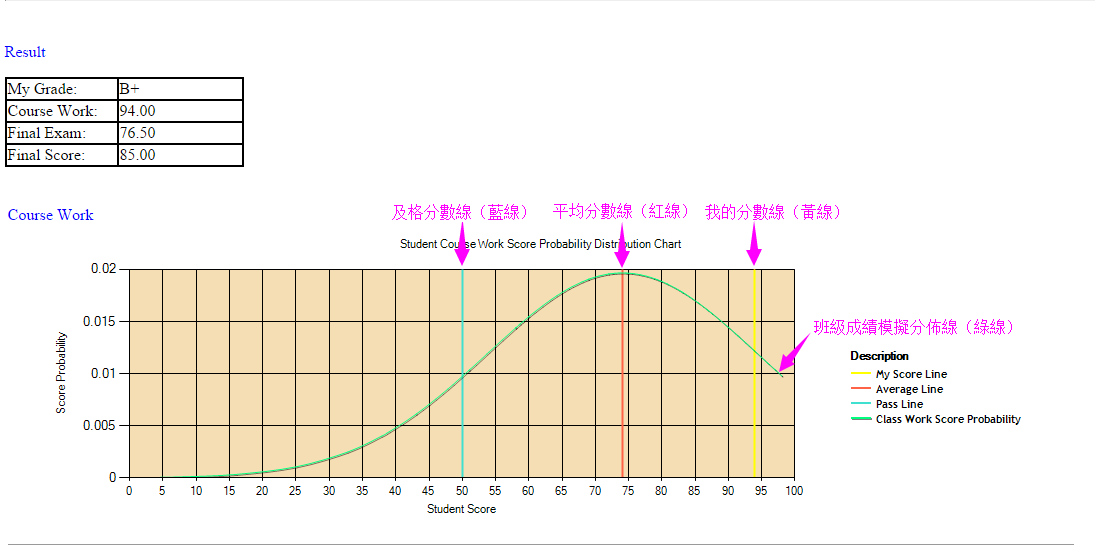 Result
My Grade: B+
Course Work: 94.00
Final Exam: 76.50
Final Score: 85.00
Course Work
及格分數線（藍線） 平均分數線（紅線） 我的分數線（黃線）
Student Course Work Score Probability Distribution Chart
0.02
0.015
0.01
0.005
0
Score Probability
0 5 10 15 20 25 30 35 40 45 50 55 60 65 70 75 80 85 90 95 100
Student Score
班級成績模擬分佈線（綠線）
Description
My Score Line
Average Line
Pass Line
Class Work Score Probability